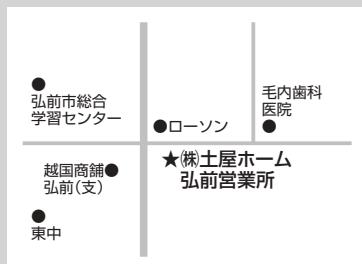 ●
弘前市総合
学習センター
●ローソン
毛内歯科
医院
●
★㈱土屋ホーム
弘前営業所
越国商舗●
弘前(支)
●
東中